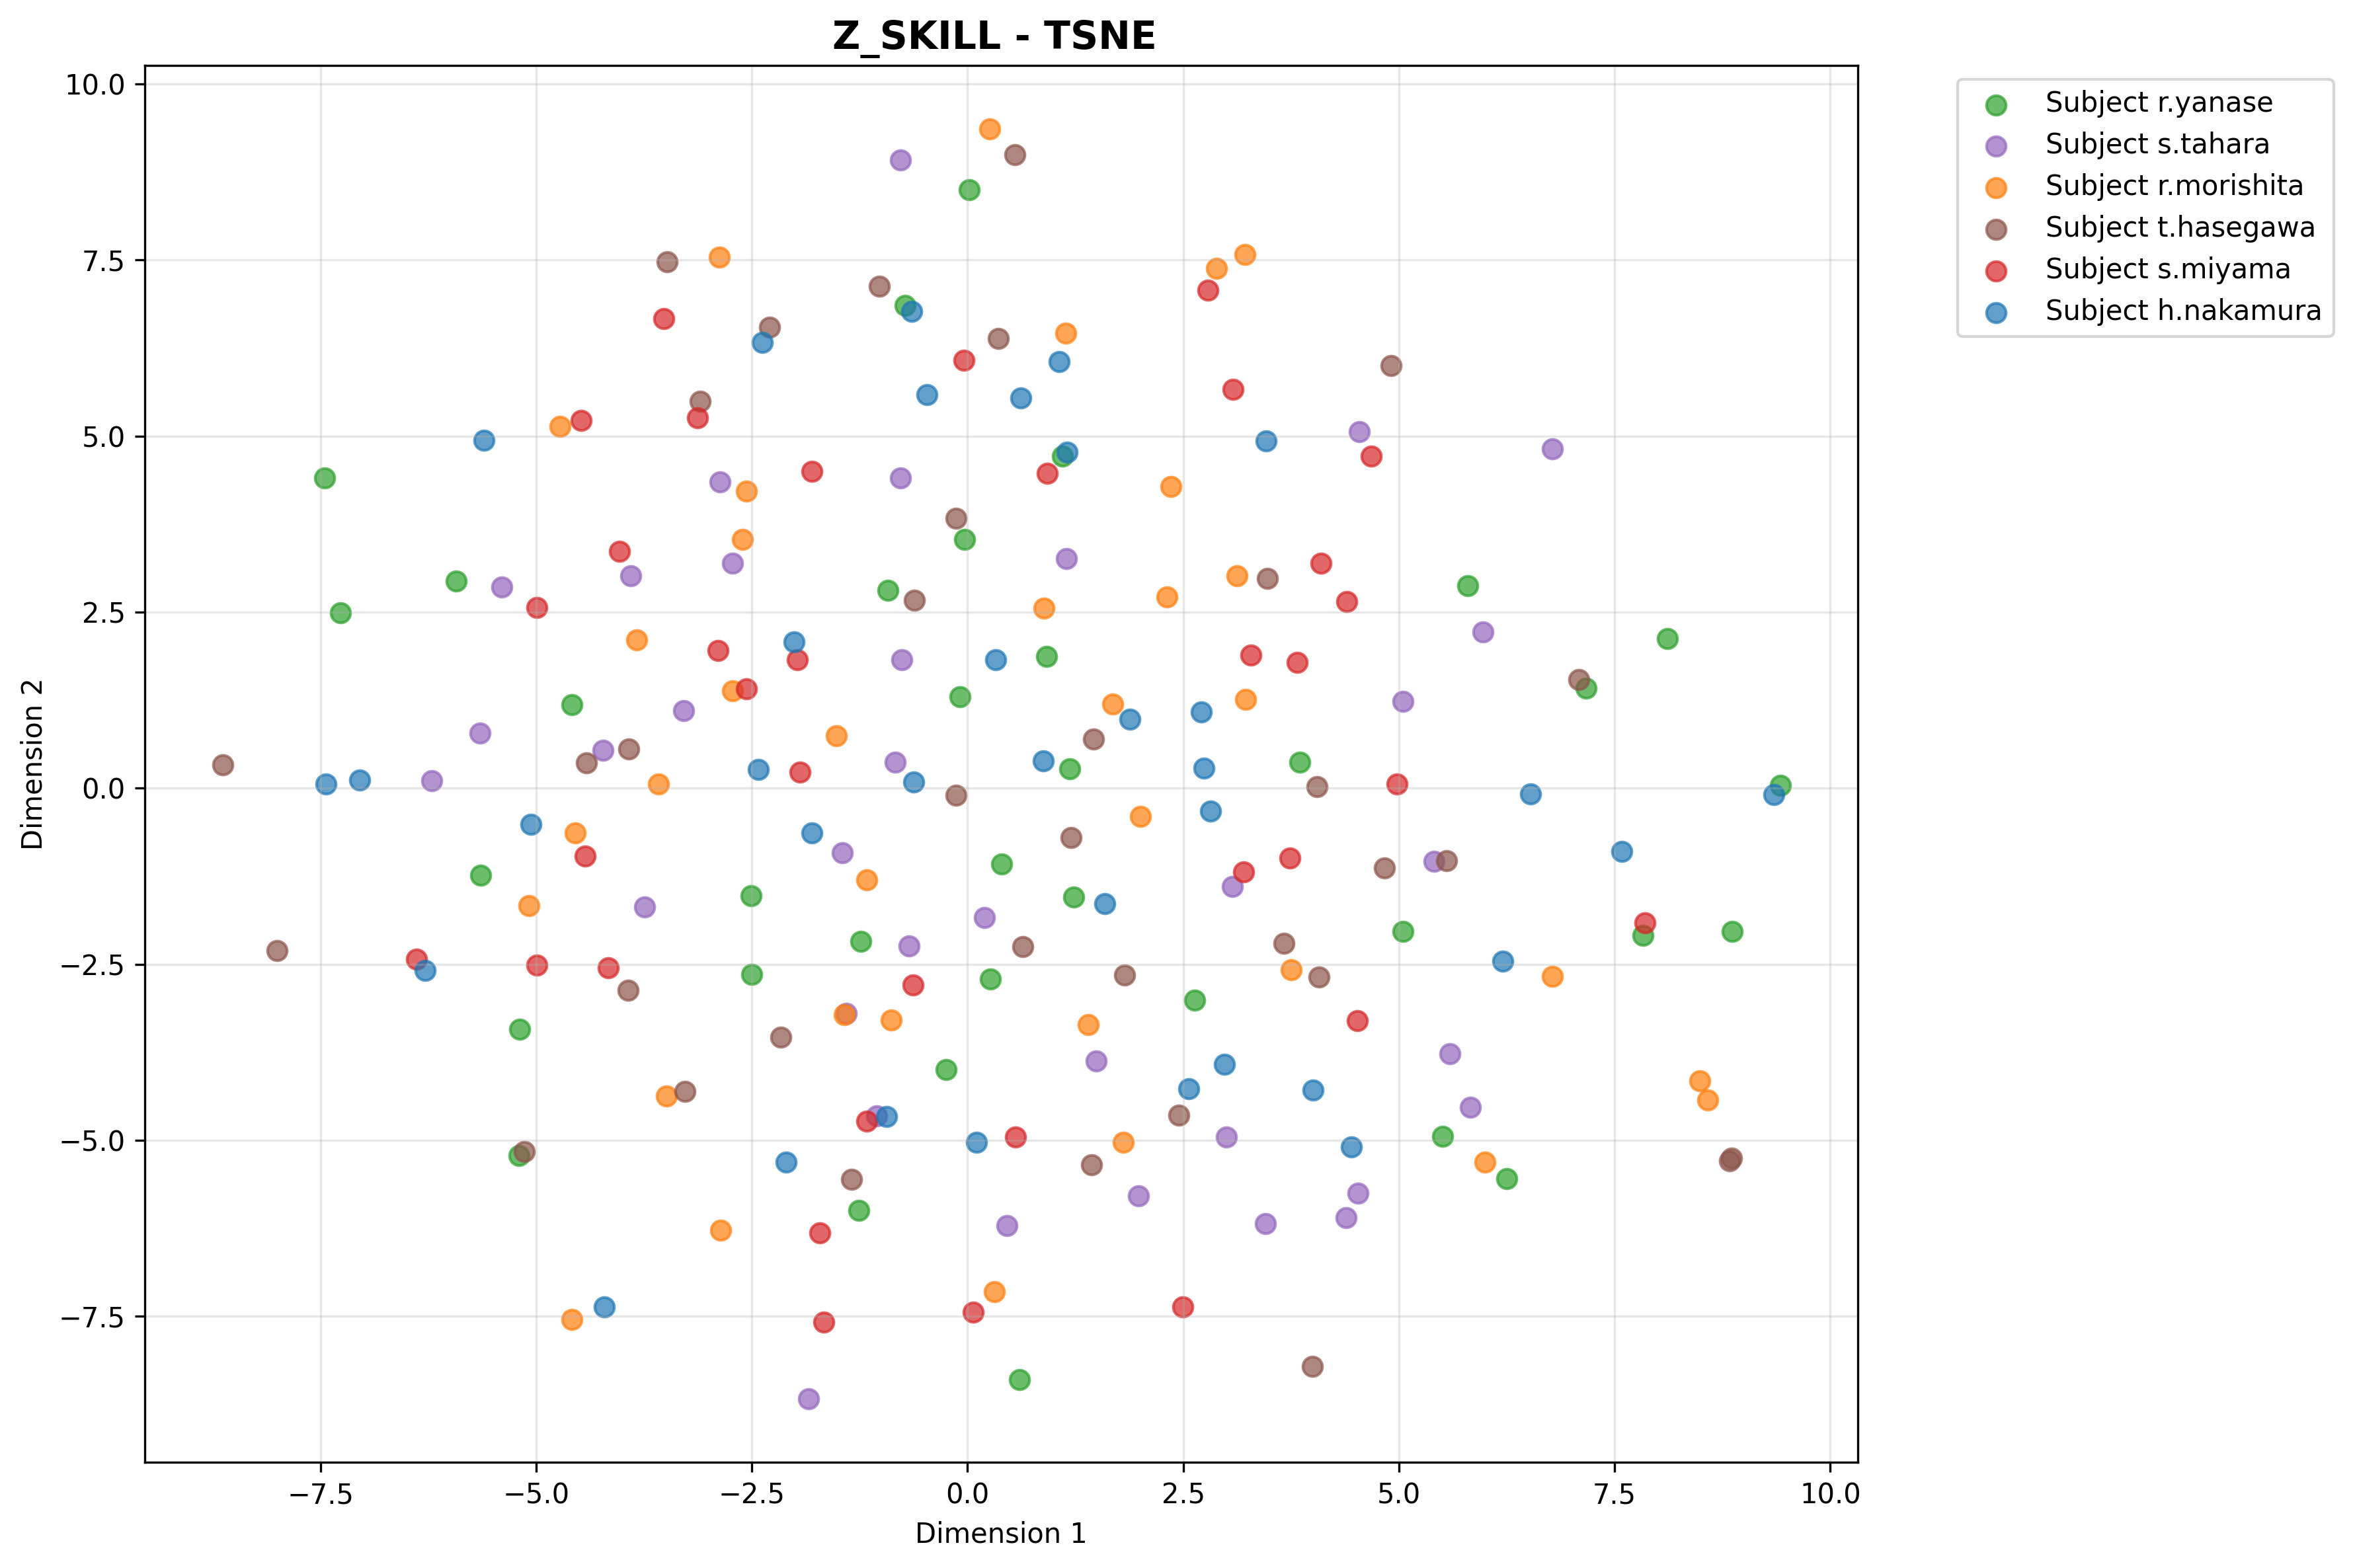 Z_SKILL - TSNE
Subject r.yanase
Subject s.tahara
Subject r.morishita
Subject t.hasegawa
Subject s.miyama
Subject h.nakamura
10.0
7.5
5.0
2.5
0.0
−2.5
−5.0
−7.5
Dimension 2
−7.5
−5.0
−2.5
0.0
2.5
5.0
7.5
10.0
Dimension 1